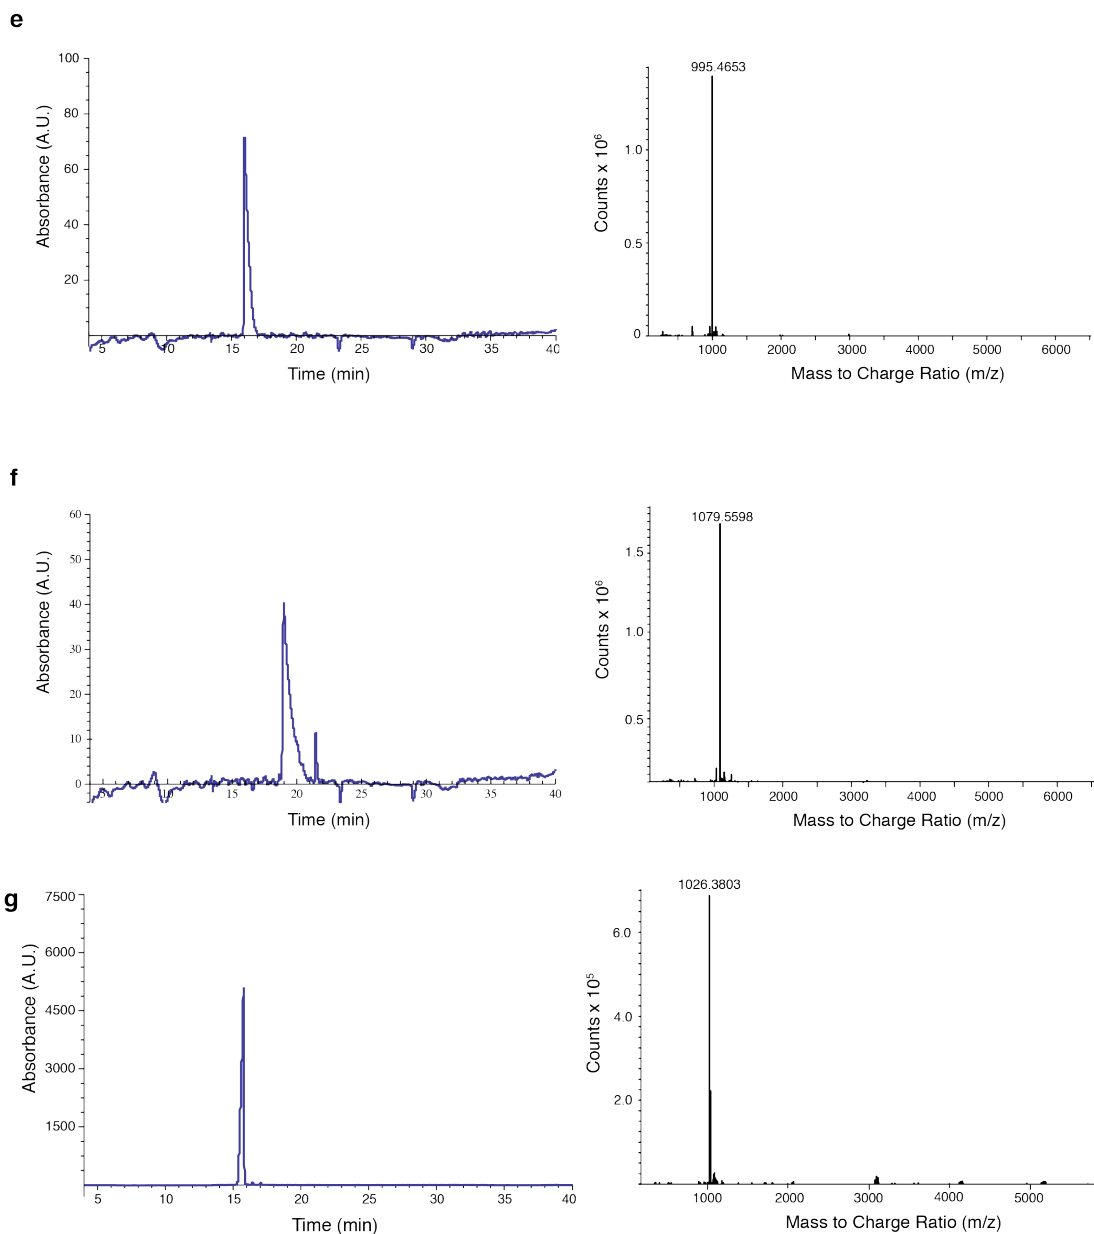 e
100
80
60
40
20
Absorbance (A.U.)
5 10 15 20 25 30 35 40
Time (min)
995.4653
1.0
0.5
0
Counts x 10⁶
1000 2000 3000 4000 5000 6000
Mass to Charge Ratio (m/z)
f
60
50
40
30
20
10
0
Absorbance (A.U.)
5 10 15 20 25 30 35 40
Time (min)
1079.5598
1.5
1.0
0.5
Counts x 10⁶
1000 2000 3000 4000 5000 6000
Mass to Charge Ratio (m/z)
g
7500
6000
4500
3000
1500
Absorbance (A.U.)
5 10 15 20 25 30 35 40
Time (min)
1026.3803
6.0
4.0
2.0
Counts x 10⁵
1000 2000 3000 4000 5000
Mass to Charge Ratio (m/z)